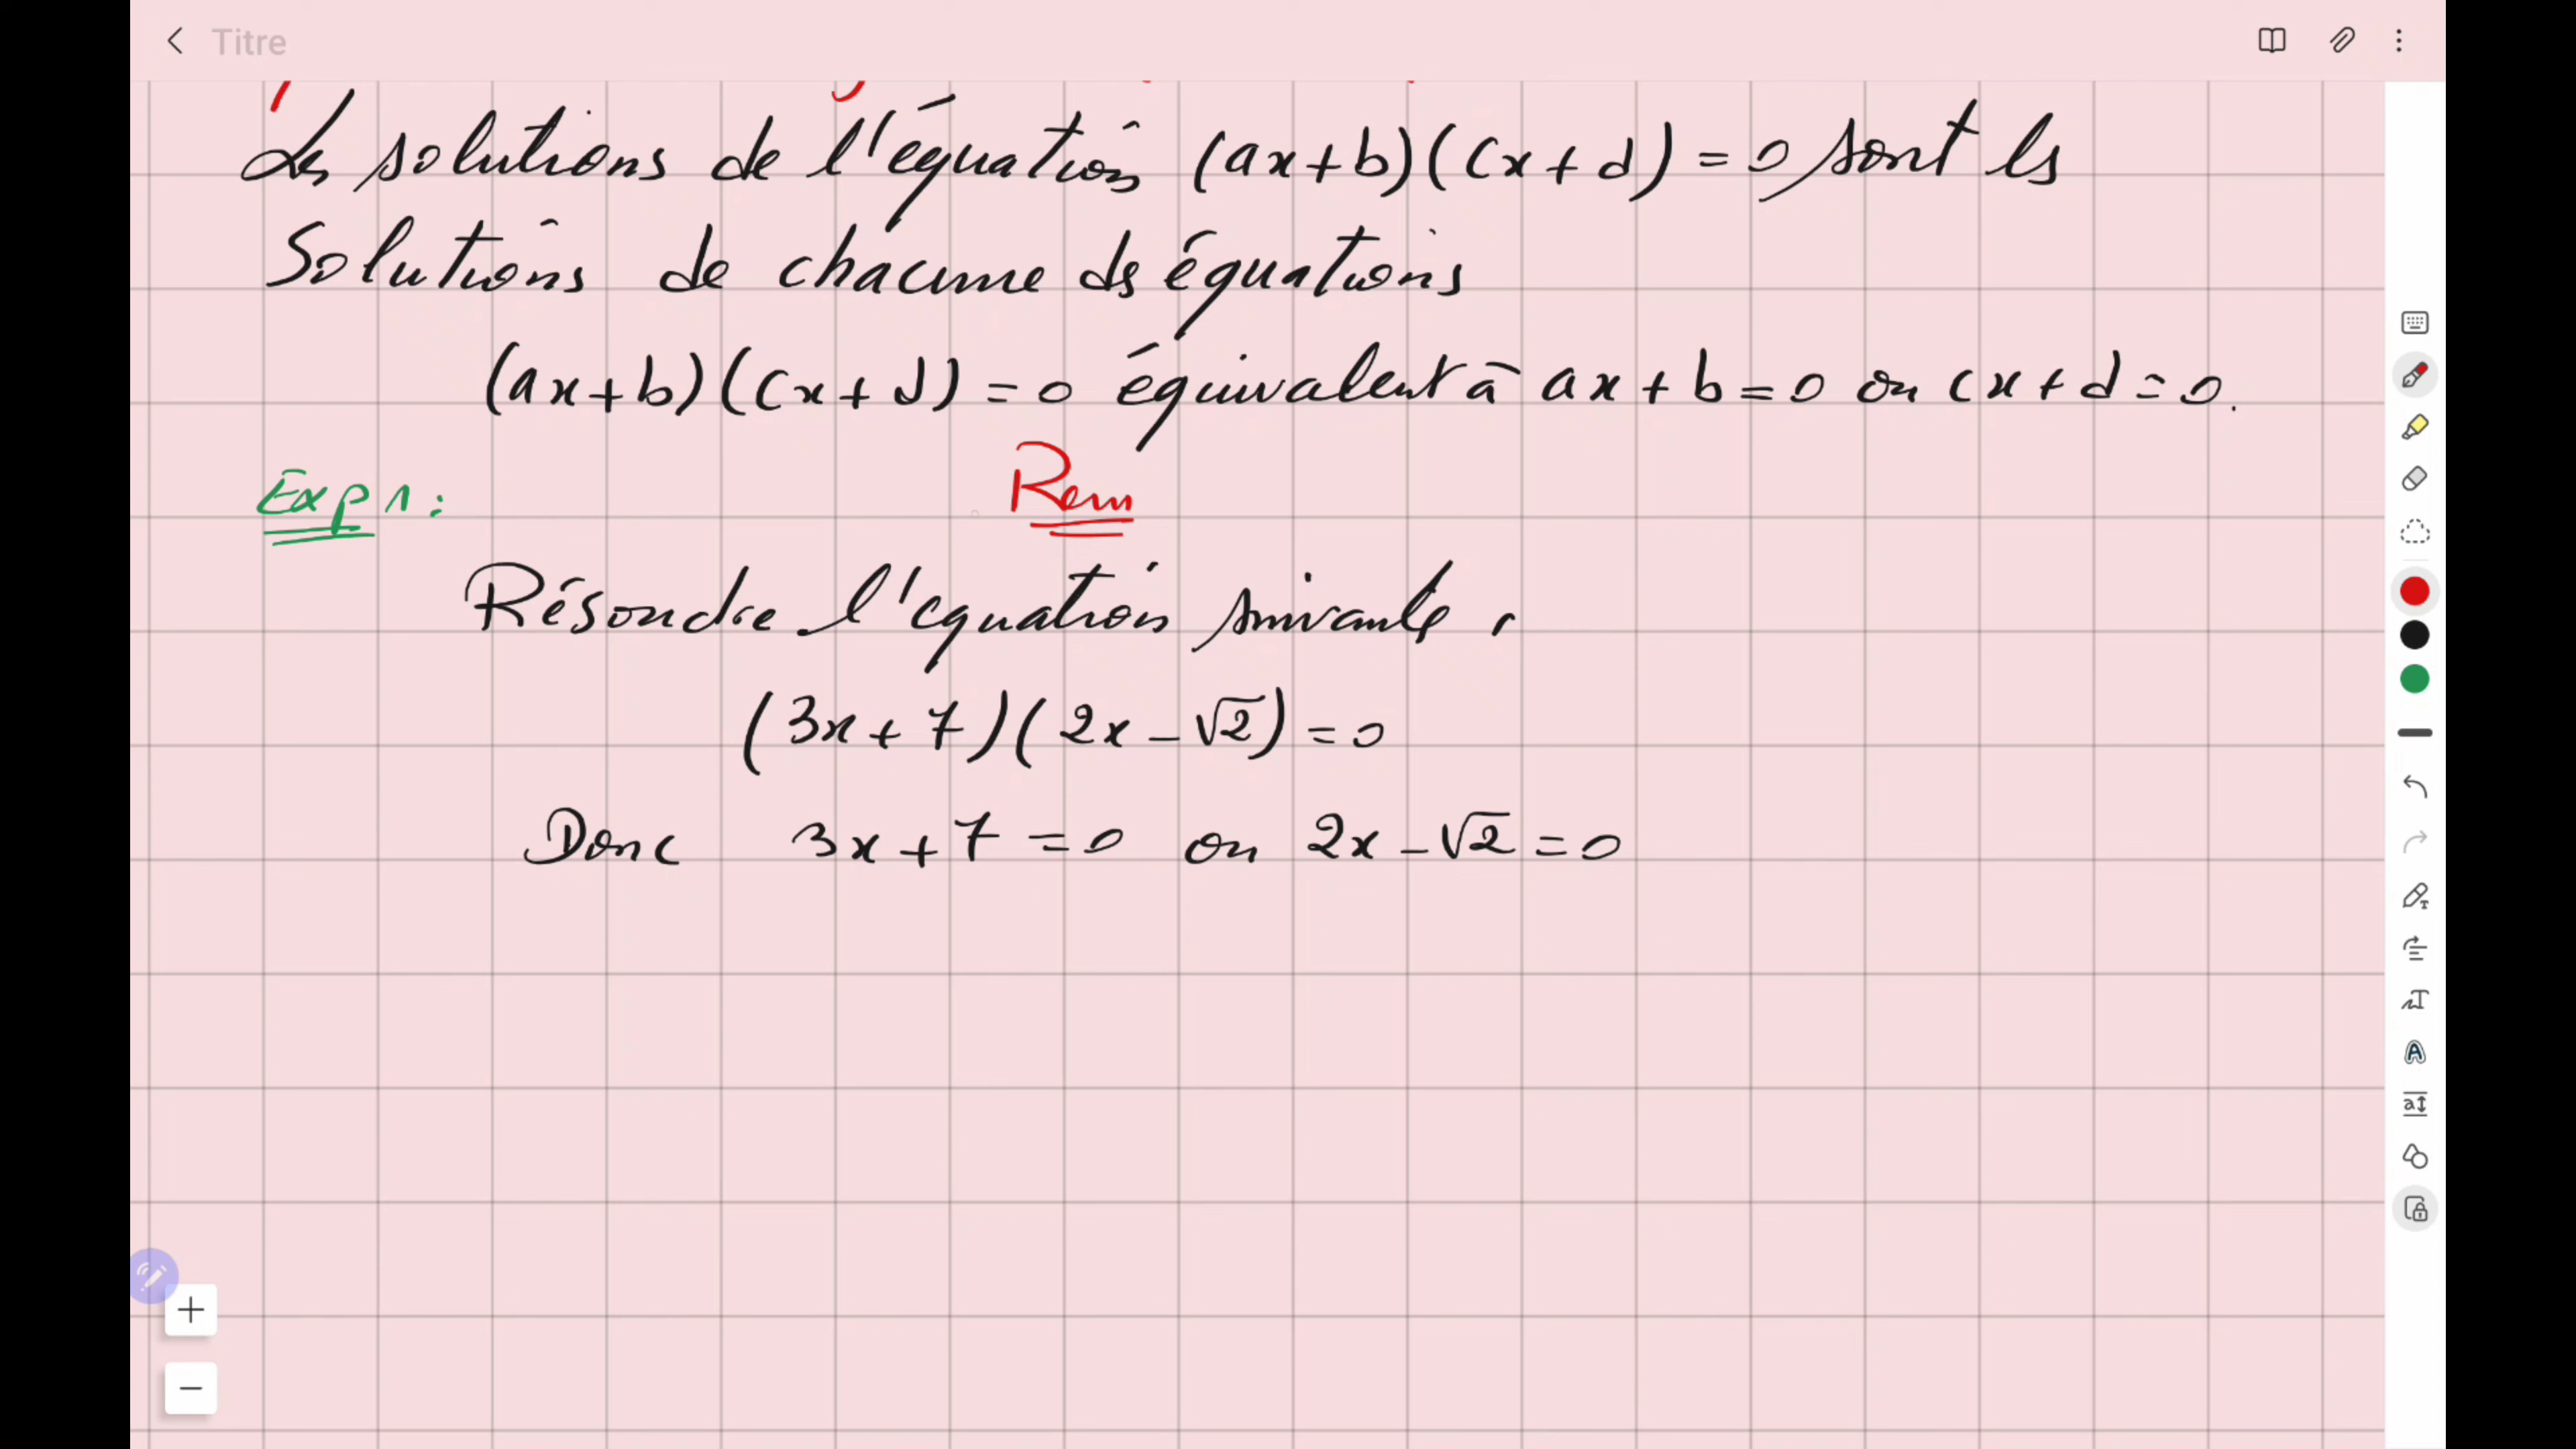 Titre
Les solutions de l'équation (ax+b)(cx+d)=0 sont les
Solutions de chacune des équations
(ax+b)(cx+d)=0 équivalent à ax+b=0 ou cx+d=0.
Exp 1: Rem
Résoudre l'équation suivante
(3x+7)(2x-√2)=0
Donc 3x+7=0 ou 2x-√2=0